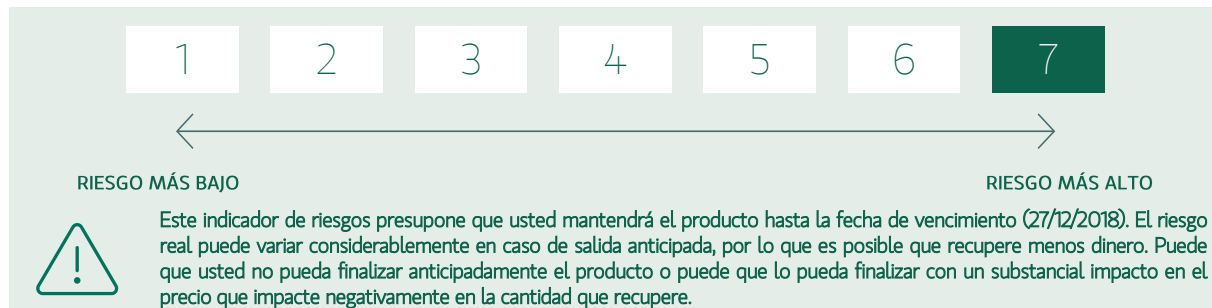 1 2 3 4 5 6 7
RIESGO MÁS BAJO RIESGO MÁS ALTO
Este indicador de riesgos presupone que usted mantendrá el producto hasta la fecha de vencimiento (27/12/2018). El riesgo
real puede variar considerablemente en caso de salida anticipada, por lo que es posible que recupere menos dinero. Puede
que usted no pueda finalizar anticipadamente el producto o puede que lo pueda finalizar con un substancial impacto en el
precio que impacte negativamente en la cantidad que recupere.